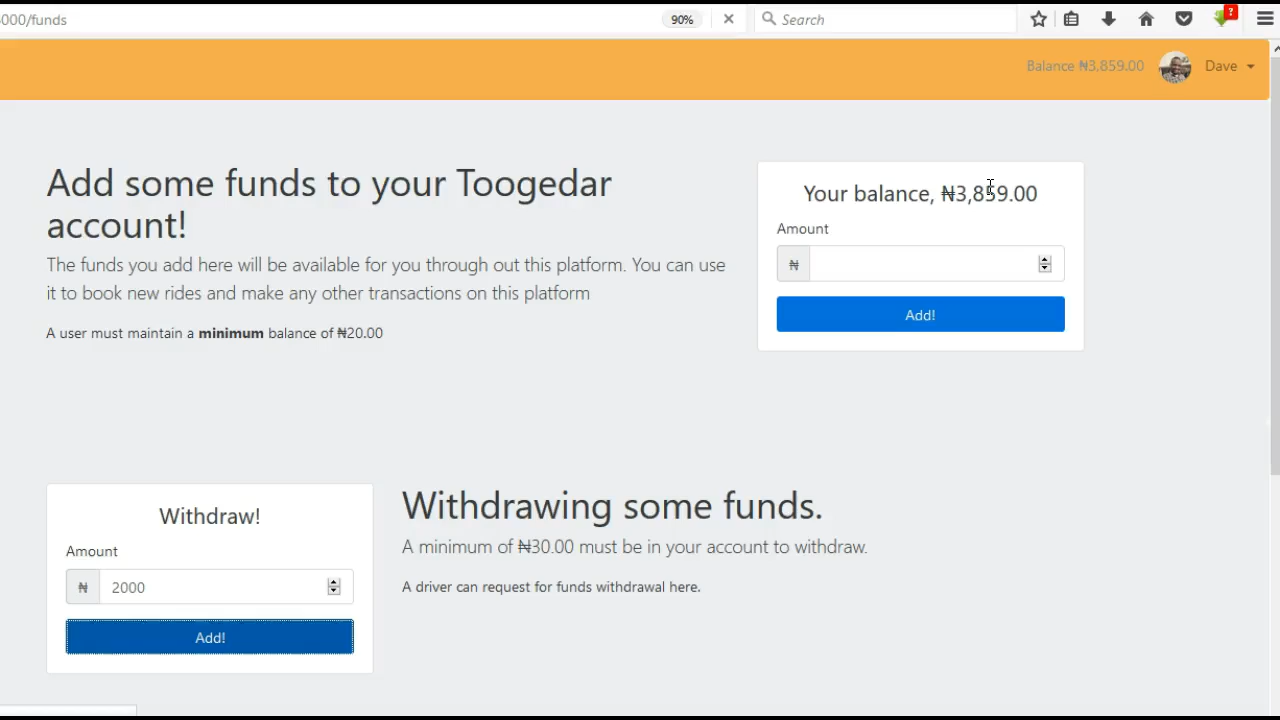 000/funds
90%
Search
?
Balance ₦3,859.00
Dave
Add some funds to your Toogedar
account!
The funds you add here will be available for you through out this platform. You can use
it to book new rides and make any other transactions on this platform
A user must maintain a minimum balance of ₦20.00
Your balance, ₦3,859.00
Amount
₦
Add!
Withdraw!
Amount
₦ 2000
Add!
Withdrawing some funds.
A minimum of ₦30.00 must be in your account to withdraw.
A driver can request for funds withdrawal here.